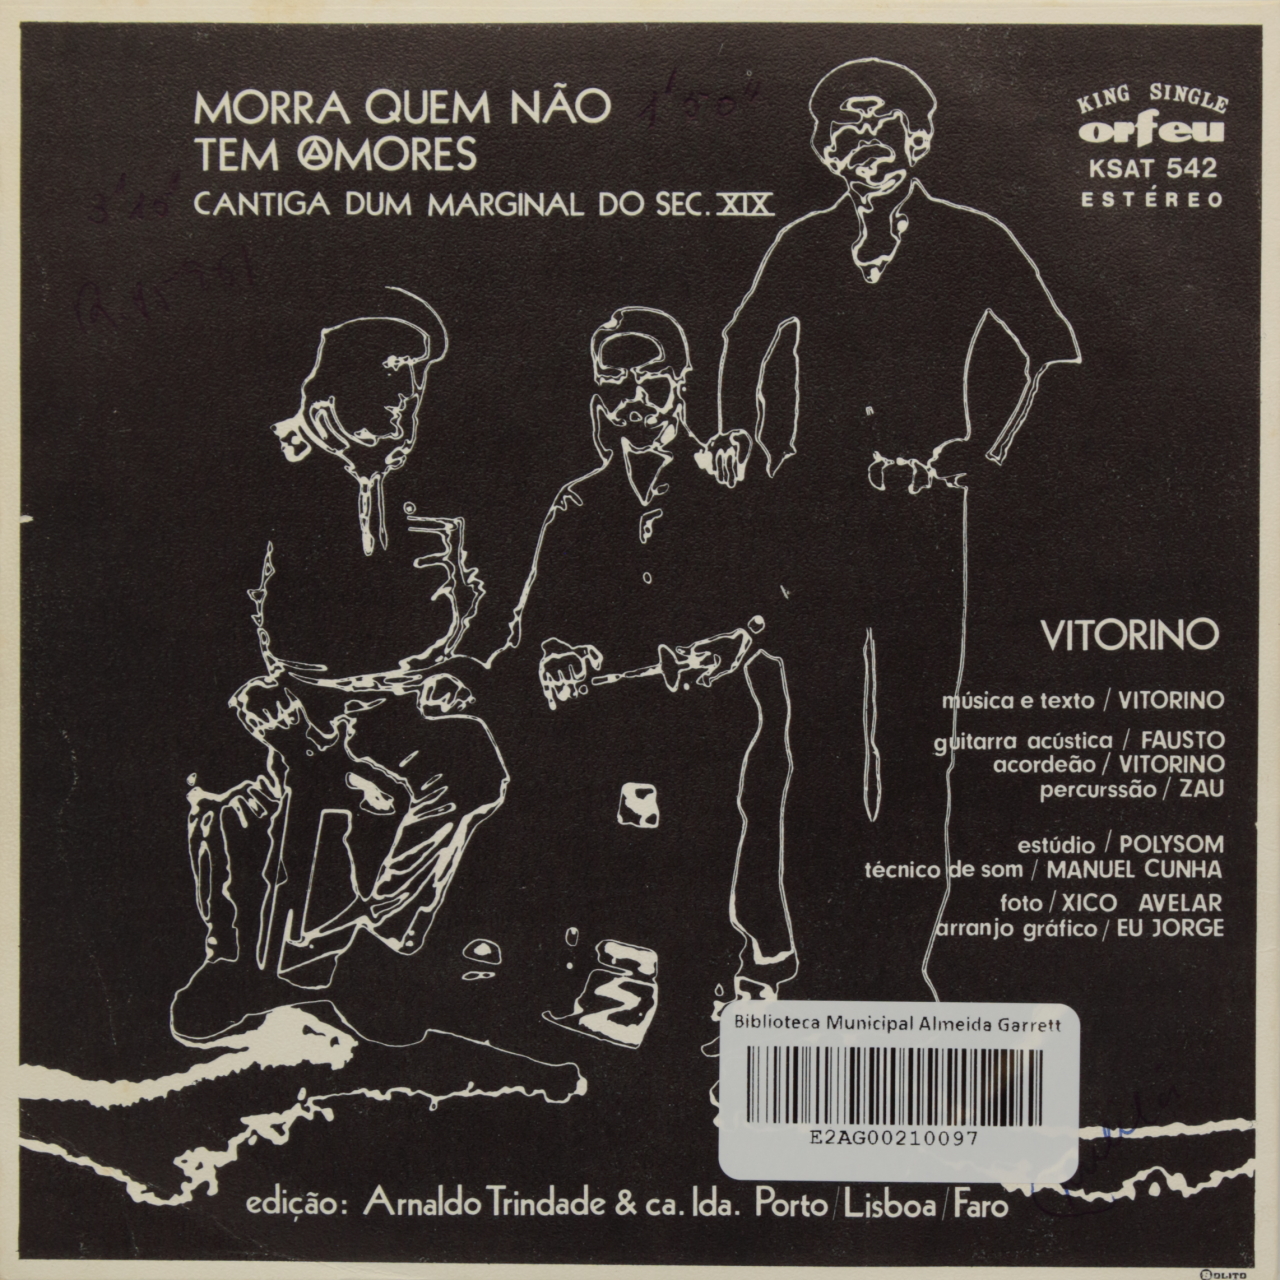 MORRA QUEM NÃO
TEM AMORES
CANTIGA DUM MARGINAL DO SEC. XIX
1'50"
KING SINGLE
orfeu
KSAT 542
ESTÉREO
VITORINO
música e texto / VITORINO
guitarra acústica / FAUSTO
acordeão / VITORINO
percurssão / ZAU
estúdio / POLYSOM
técnico de som / MANUEL CUNHA
foto / XICO AVELAR
arranjo gráfico / EU JORGE
Biblioteca Municipal Almeida Garrett
E2AG00210097
edição: Arnaldo Trindade & ca. lda. Porto / Lisboa / Faro